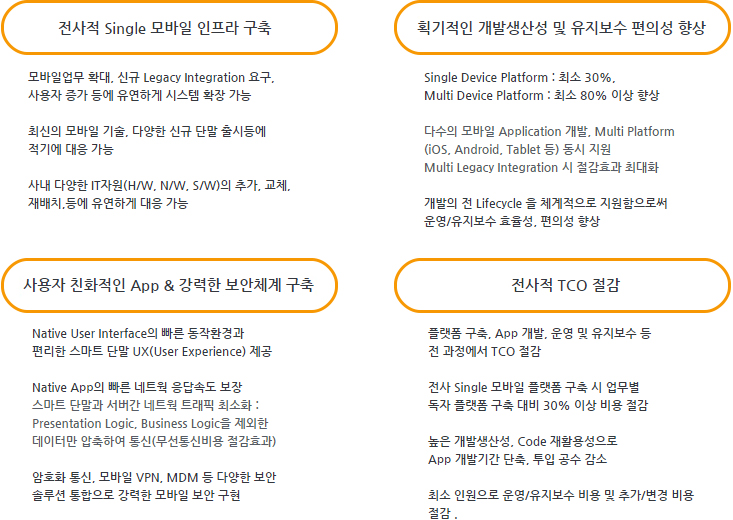 전사적 Single 모바일 인프라 구축
모바일업무 확대, 신규 Legacy Integration 요구,
사용자 증가 등에 유연하게 시스템 확장 가능
최신의 모바일 기술, 다양한 신규 단말 출시등에
적기에 대응 가능
사내 다양한 IT자원(H/W, N/W, S/W)의 추가, 교체,
재배치,등에 유연하게 대응 가능
획기적인 개발생산성 및 유지보수 편의성 향상
Single Device Platform : 최소 30%,
Multi Device Platform : 최소 80% 이상 향상
다수의 모바일 Application 개발, Multi Platform
(iOS, Android, Tablet 등) 동시 지원
Multi Legacy Integration 시 절감효과 최대화
개발의 전 Lifecycle 을 체계적으로 지원함으로써
운영/유지보수 효율성, 편의성 향상
사용자 친화적인 App & 강력한 보안체계 구축
Native User Interface의 빠른 동작환경과
편리한 스마트 단말 UX(User Experience) 제공
Native App의 빠른 네트웍 응답속도 보장
스마트 단말과 서버간 네트웍 트래픽 최소화 :
Presentation Logic, Business Logic을 제외한
데이터만 압축하여 통신(무선통신비용 절감효과)
암호화 통신, 모바일 VPN, MDM 등 다양한 보안
솔루션 통합으로 강력한 모바일 보안 구현
전사적 TCO 절감
플랫폼 구축, App 개발, 운영 및 유지보수 등
전 과정에서 TCO 절감
전사 Single 모바일 플랫폼 구축 시 업무별
독자 플랫폼 구축 대비 30% 이상 비용 절감
높은 개발생산성, Code 재활용성으로
App 개발기간 단축, 투입 공수 감소
최소 인원으로 운영/유지보수 비용 및 추가/변경 비용
절감 .